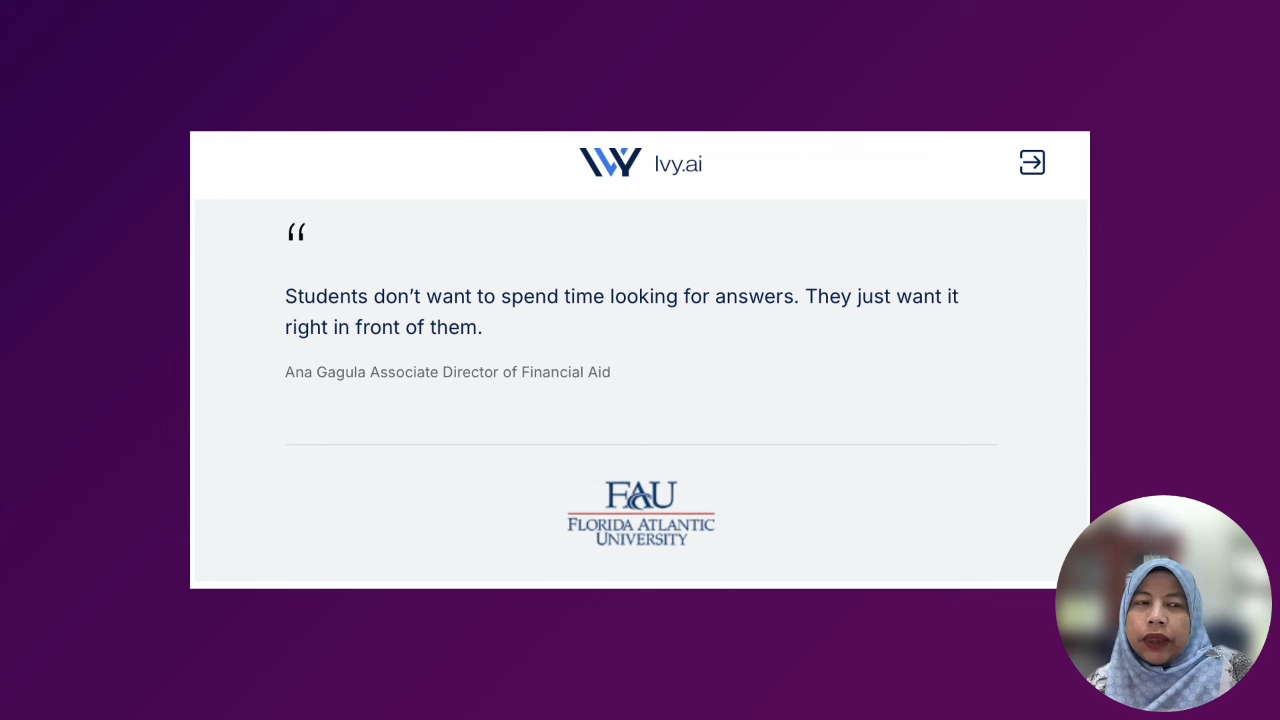 Ivy.ai
“
Students don’t want to spend time looking for answers. They just want it
right in front of them.
Ana Gagula Associate Director of Financial Aid
FAU
FLORIDA ATLANTIC
UNIVERSITY